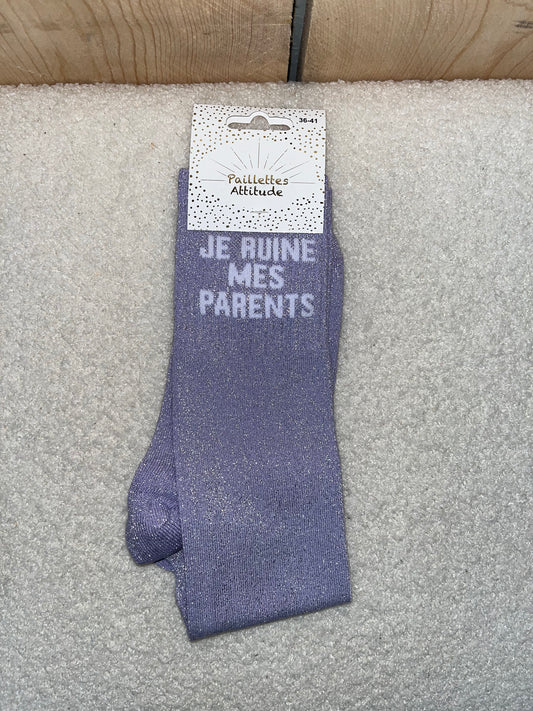 36-41
Paillettes
Attitude
JE RUINE
MES
PARENTS